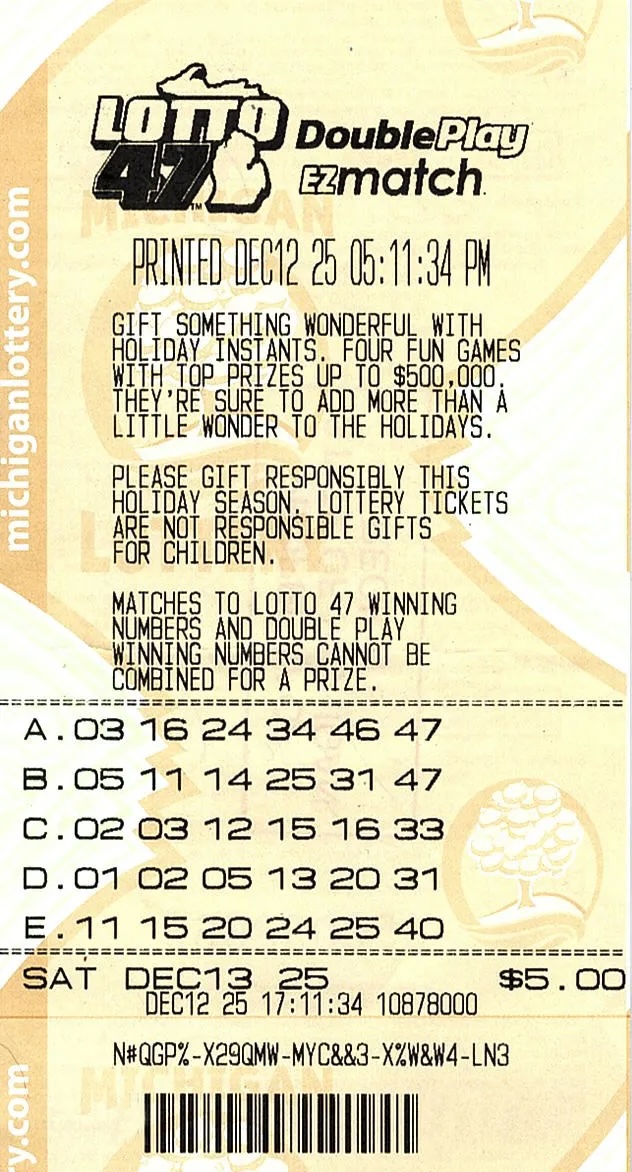 LOTTO
47™
DoublePlay
EZmatch
PRINTED DEC12 25 05:11:34 PM
GIFT SOMETHING WONDERFUL WITH
HOLIDAY INSTANTS. FOUR FUN GAMES
WITH TOP PRIZES UP TO $500,000.
THEY'RE SURE TO ADD MORE THAN A
LITTLE WONDER TO THE HOLIDAYS.
PLEASE GIFT RESPONSIBLY THIS
HOLIDAY SEASON. LOTTERY TICKETS
ARE NOT RESPONSIBLE GIFTS
FOR CHILDREN.
MATCHES TO LOTTO 47 WINNING
NUMBERS AND DOUBLE PLAY
WINNING NUMBERS CANNOT BE
COMBINED FOR A PRIZE.
A.03 16 24 34 46 47
B.05 11 14 25 31 47
C.02 03 12 15 16 33
D.01 02 05 13 20 31
E.11 15 20 24 25 40
SAT DEC13 25 $5.00
DEC12 25 17:11:34 10878000
N#QGP%-X29QMW-MYC&&3-X%W&W4-LN3
michiganlottery.com
MICHIGAN
LOTTERY
y.com
MICHIGAN